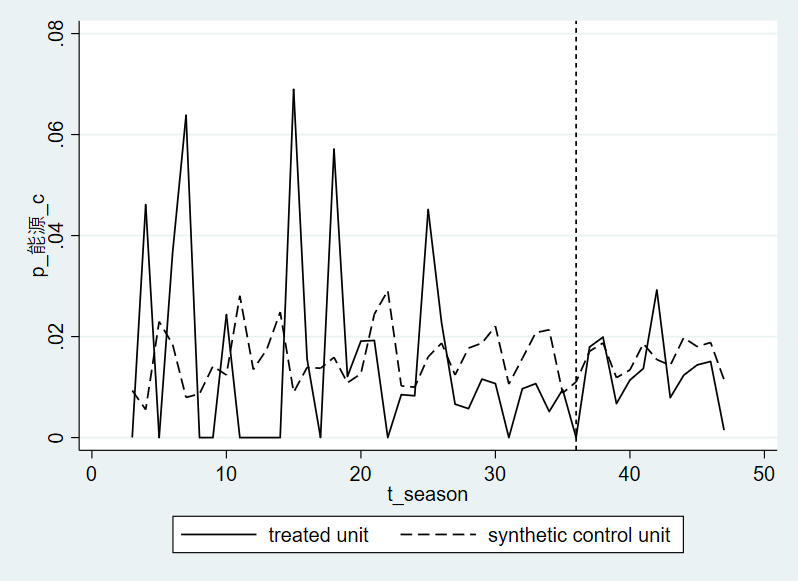 .08
.06
.04
.02
0
p_能源_c
0 10 20 30 40 50
t_season
treated unit synthetic control unit